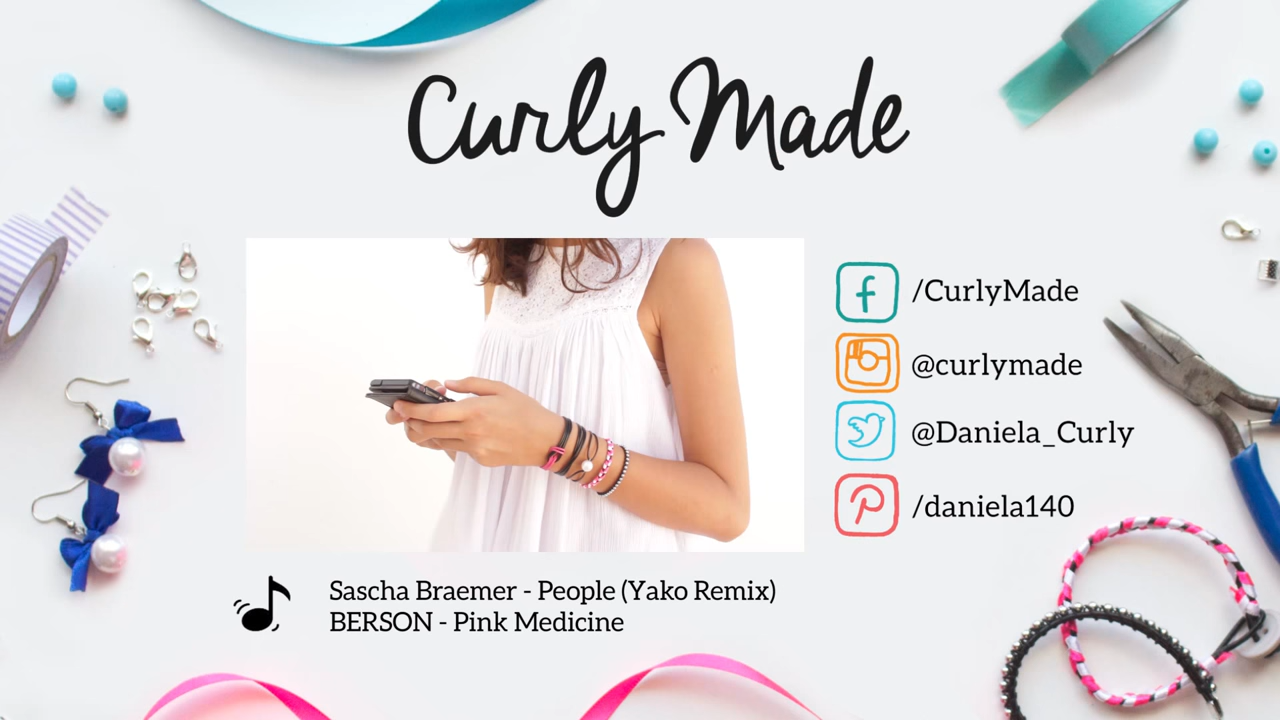 Curly Made
/CurlyMade
@curlymade
@Daniela_Curly
/daniela140
Sascha Braemer - People (Yako Remix)
BERSON - Pink Medicine